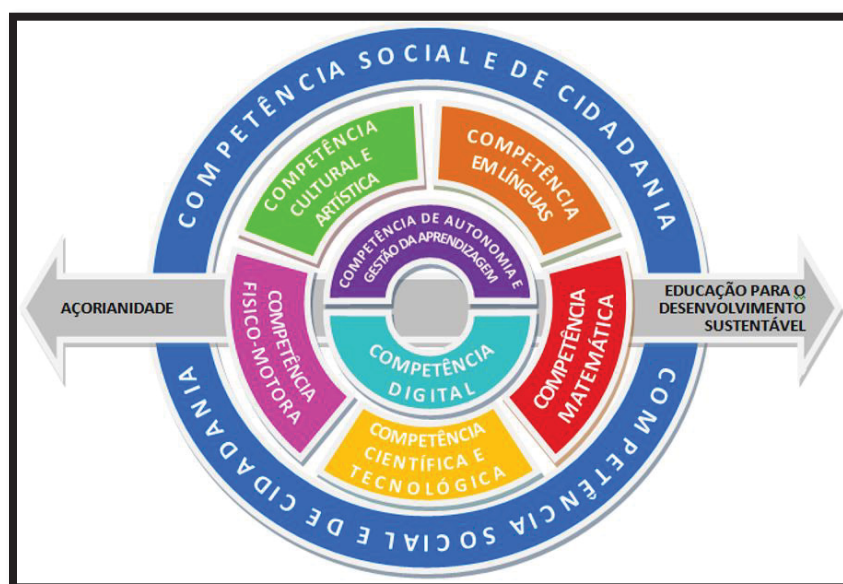 COMPETÊNCIA SOCIAL E DE CIDADANIA
COMPETÊNCIA
CULTURAL E
ARTÍSTICA
COMPETÊNCIA
EM LÍNGUAS
COMPETÊNCIA DE AUTONOMIA E
GESTÃO DA APRENDIZAGEM
AÇORIANIDADE
EDUCAÇÃO PARA O
DESENVOLVIMENTO
SUSTENTÁVEL
COMPETÊNCIA
FISICO-MOTORA
COMPETÊNCIA
MATEMÁTICA
COMPETÊNCIA
DIGITAL
COMPETÊNCIA
CIENTÍFICA E
TECNOLÓGICA
COMPETÊNCIA SOCIAL E DE CIDADANIA